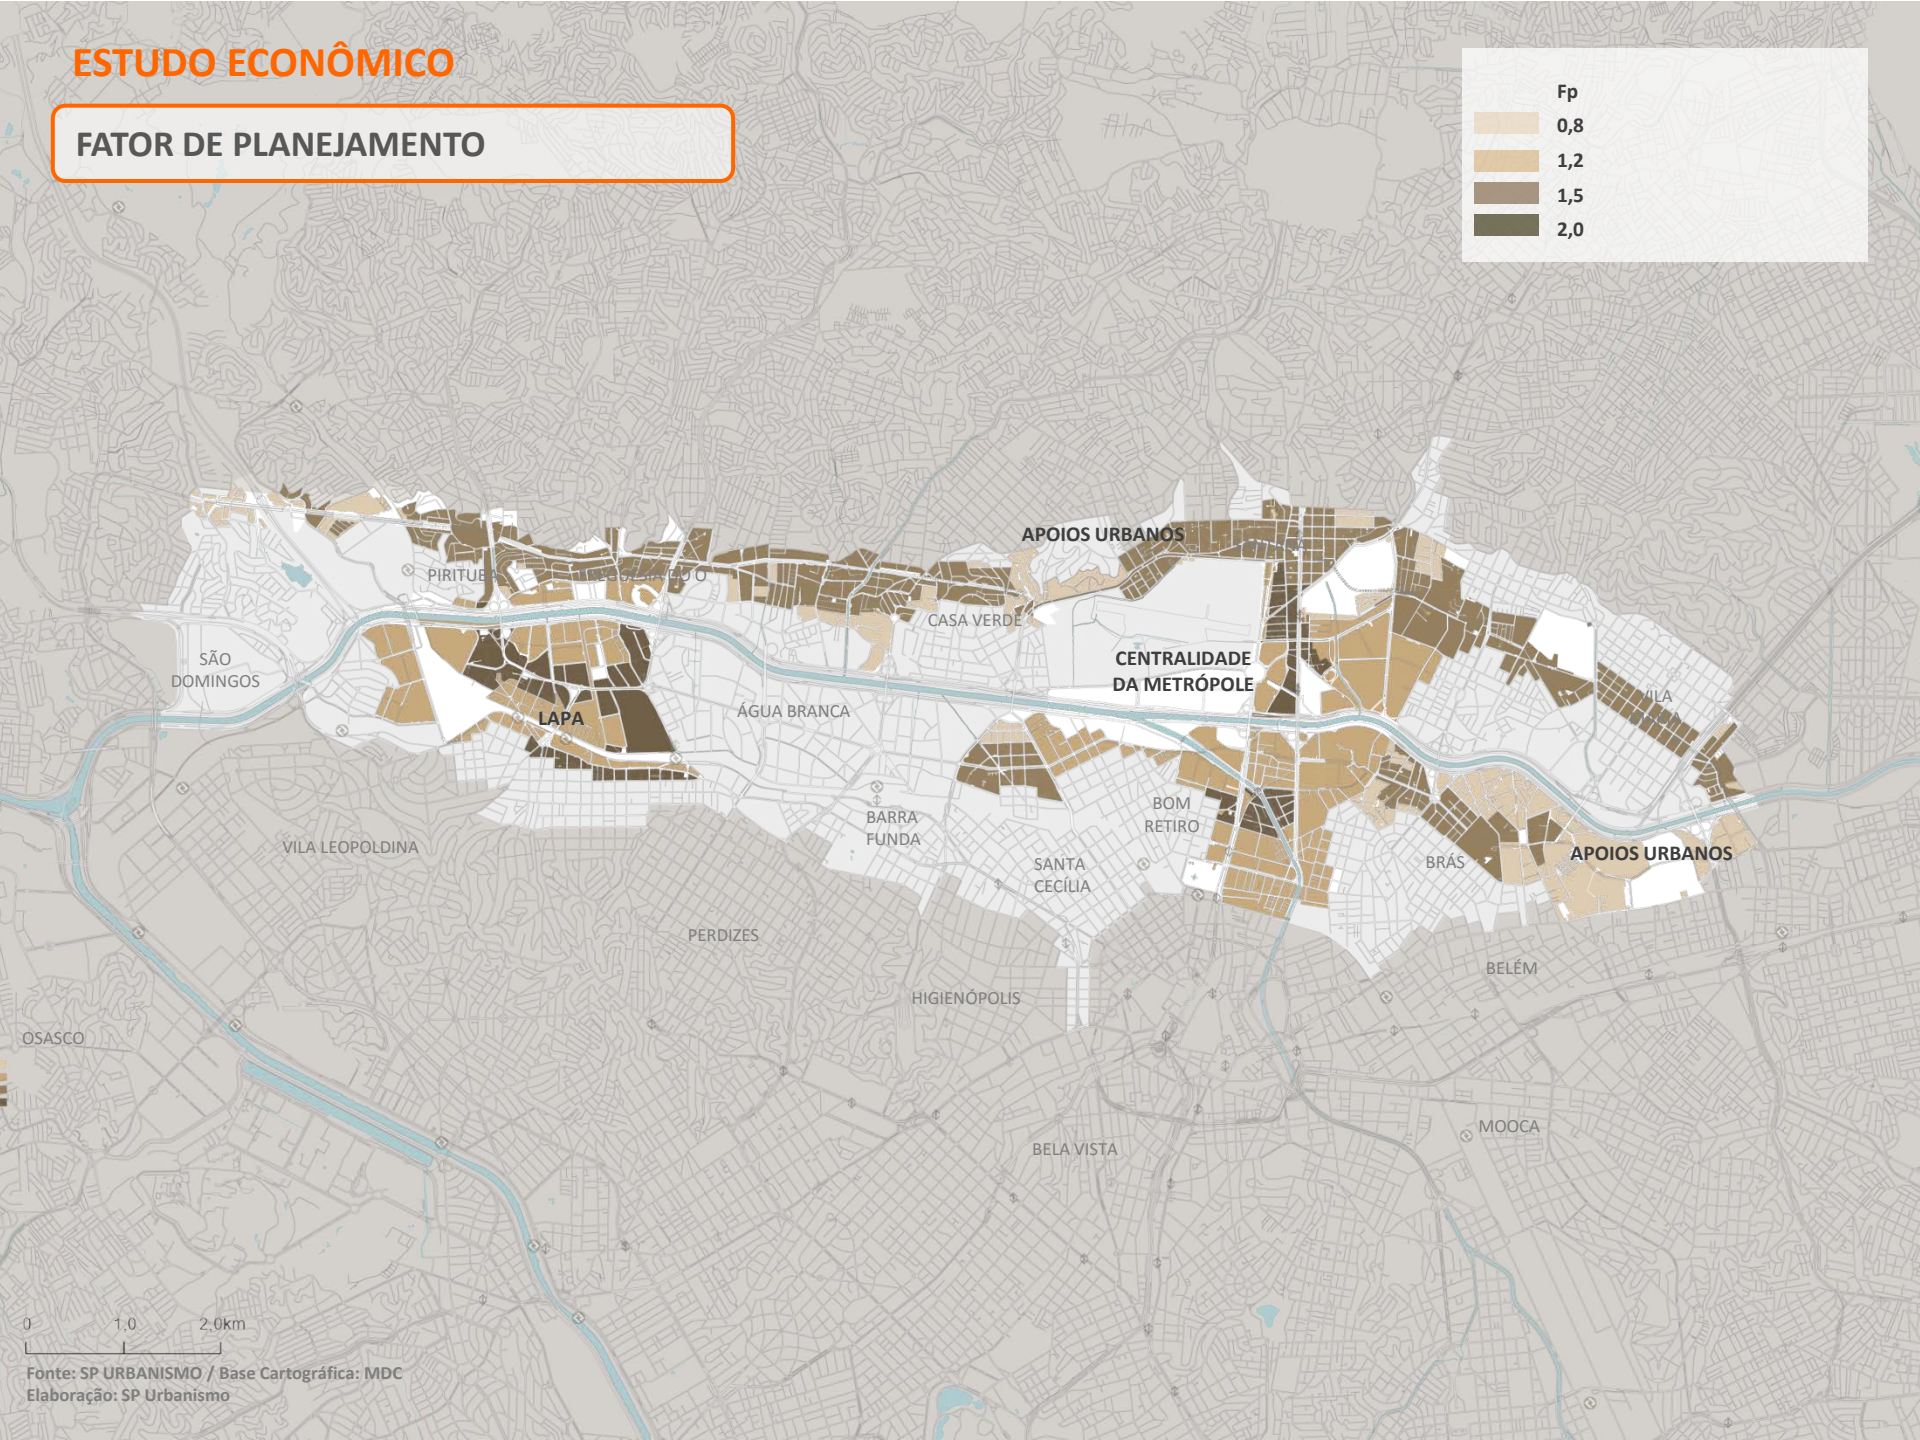 ESTUDO ECONÔMICO
FATOR DE PLANEJAMENTO
Fp
0,8
1,2
1,5
2,0
APOIOS URBANOS
PIRITUBA
CASA VERDE
SÃO
DOMINGOS
CENTRALIDADE
DA METRÓPOLE
VILA
LAPA
ÁGUA BRANCA
BOM
RETIRO
BARRA
FUNDA
VILA LEOPOLDINA
SANTA
CECÍLIA
BRÁS
APOIOS URBANOS
PERDIZES
BELÉM
HIGIENÓPOLIS
OSASCO
MOOCA
BELA VISTA
0 1,0 2,0km
Fonte: SP URBANISMO / Base Cartográfica: MDC
Elaboração: SP Urbanismo